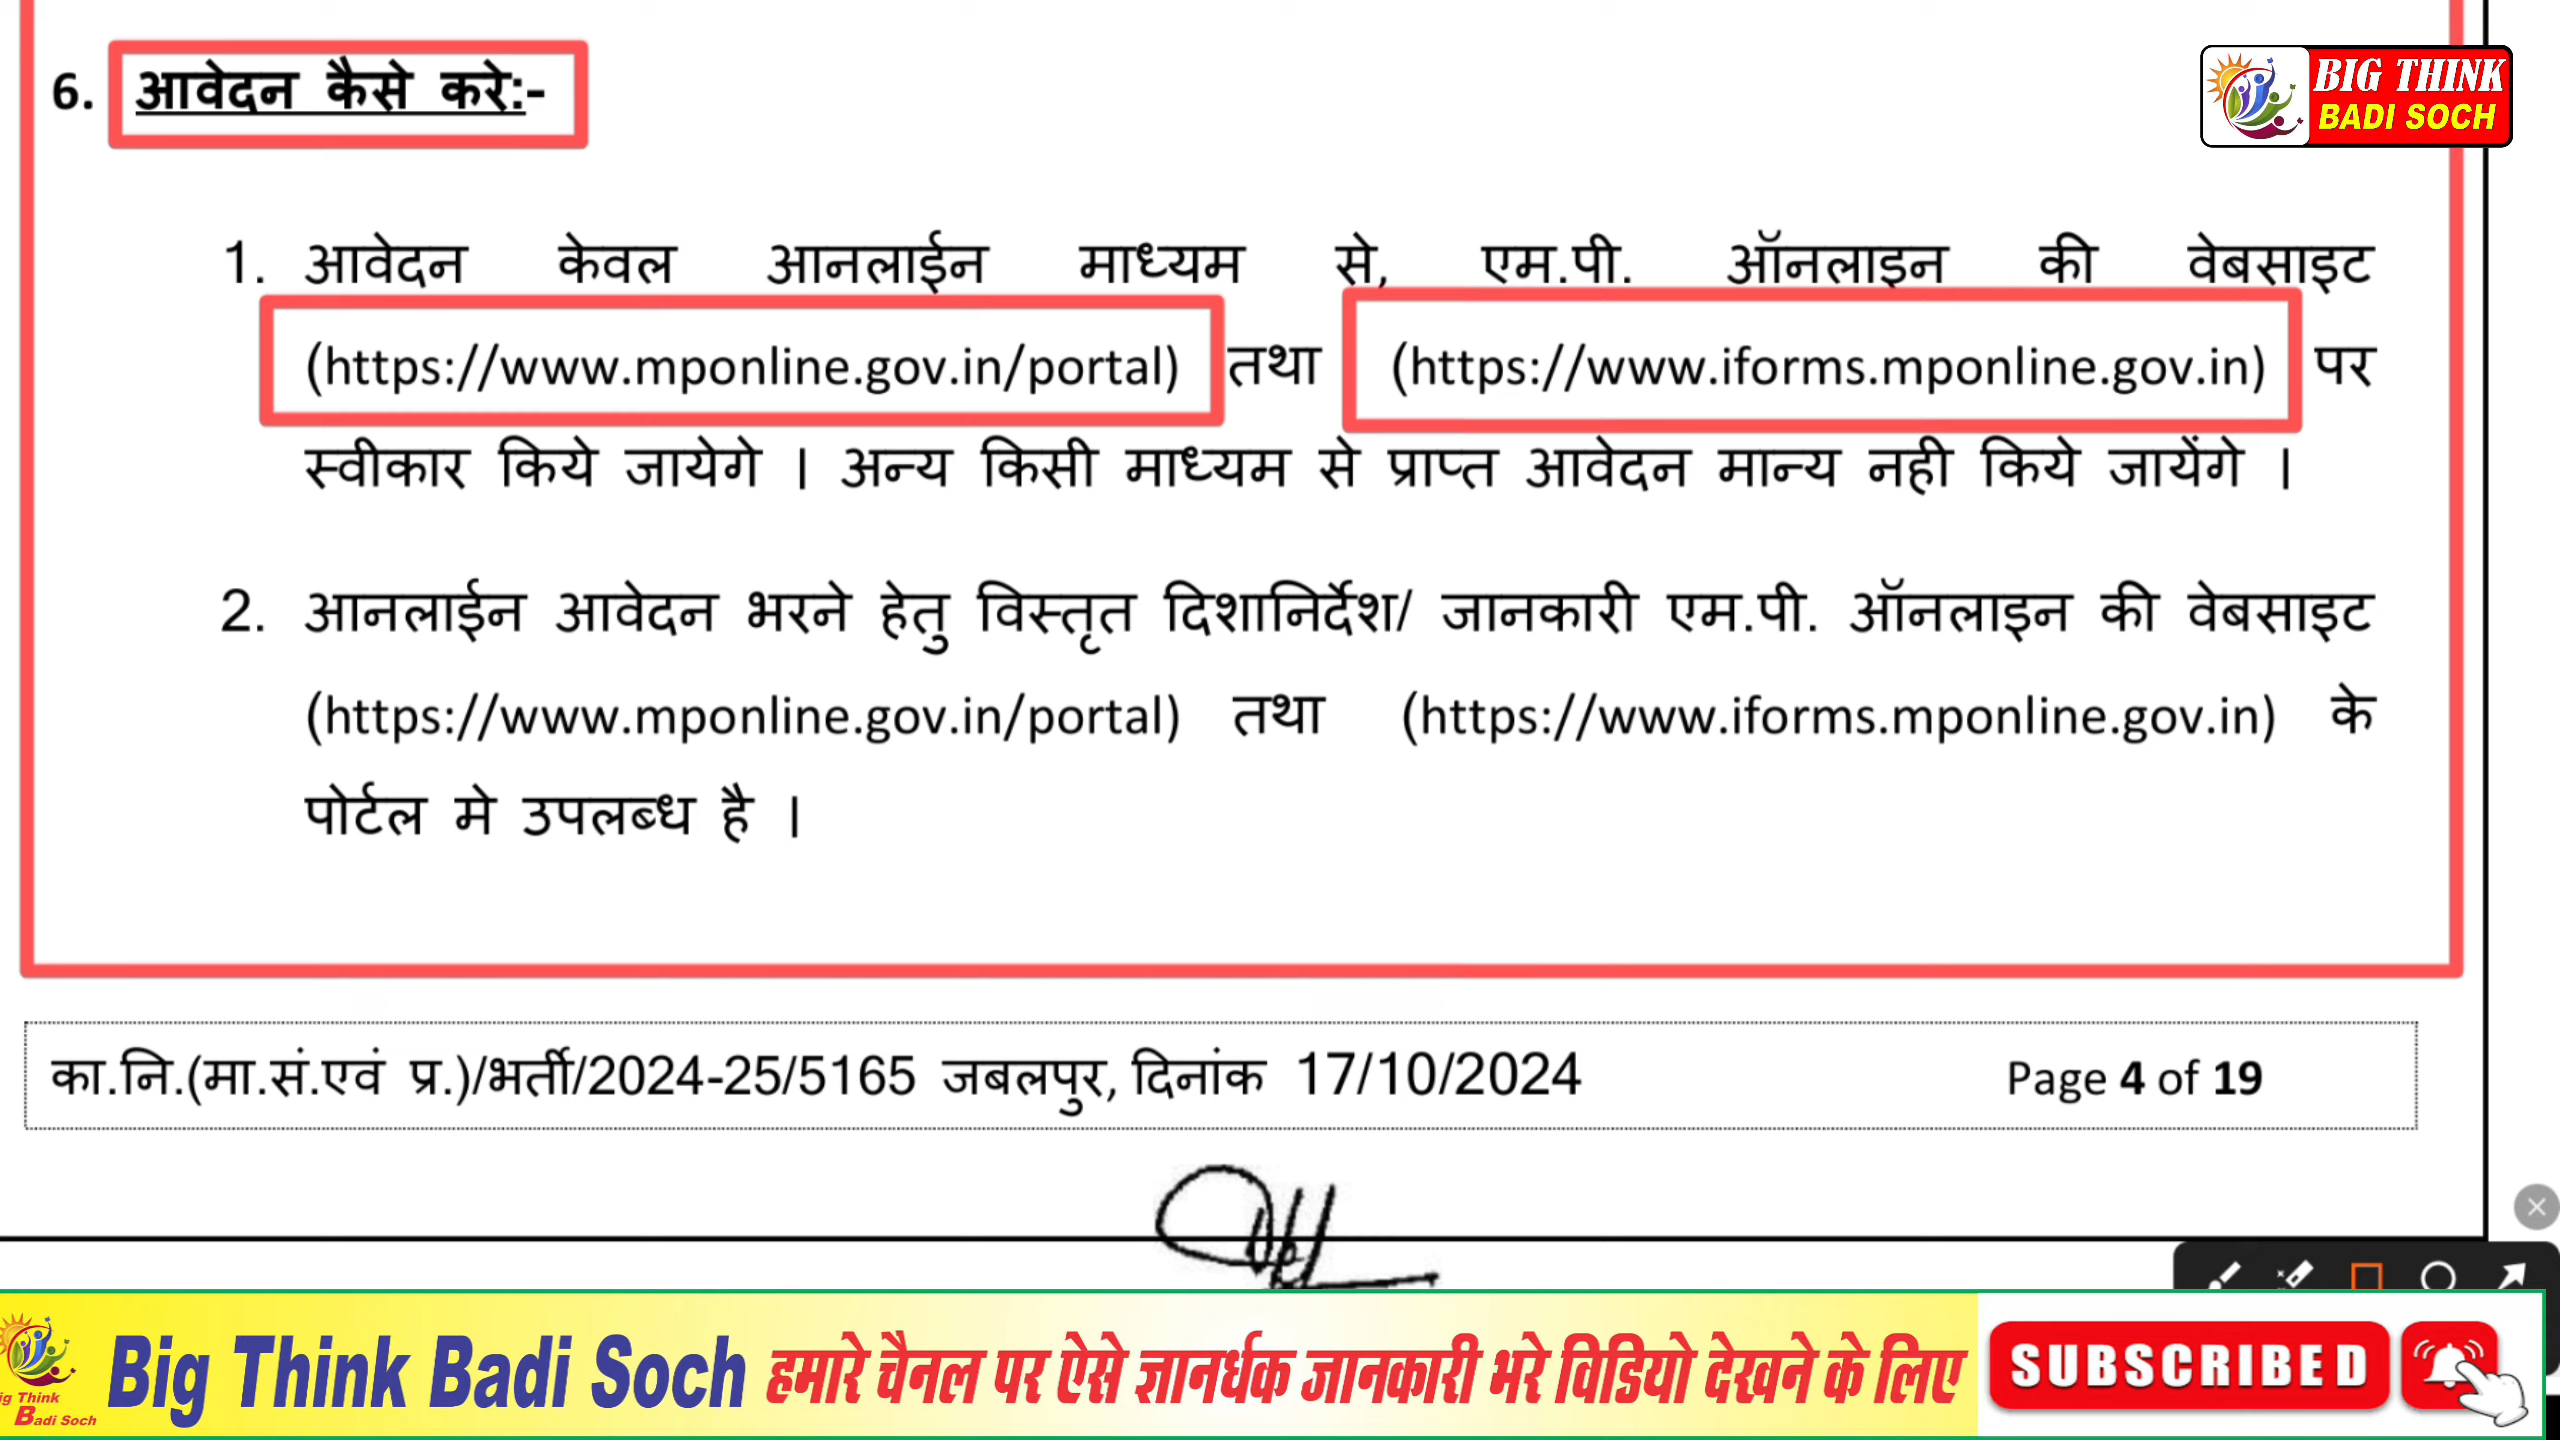 6. आवेदन कैसे करे:-
BIG THINK
BADI SOCH
1. आवेदन केवल आनलाईन माध्यम से, एम.पी. ऑनलाइन की वेबसाइट
(https://www.mponline.gov.in/portal) तथा (https://www.iforms.mponline.gov.in) पर
स्वीकार किये जायेगे । अन्य किसी माध्यम से प्राप्त आवेदन मान्य नही किये जायेंगे ।
2. आनलाईन आवेदन भरने हेतु विस्तृत दिशानिर्देश/ जानकारी एम.पी. ऑनलाइन की वेबसाइट
(https://www.mponline.gov.in/portal) तथा (https://www.iforms.mponline.gov.in) के
पोर्टल मे उपलब्ध है ।
का.नि.(मा.सं.एवं प्र.)/भर्ती/2024-25/5165 जबलपुर, दिनांक 17/10/2024 Page 4 of 19
ig Think
Badi Soch
Big Think Badi Soch हमारे चैनल पर ऐसे ज्ञानर्धक जानकारी भरे विडियो देखने के लिए SUBSCRIBED